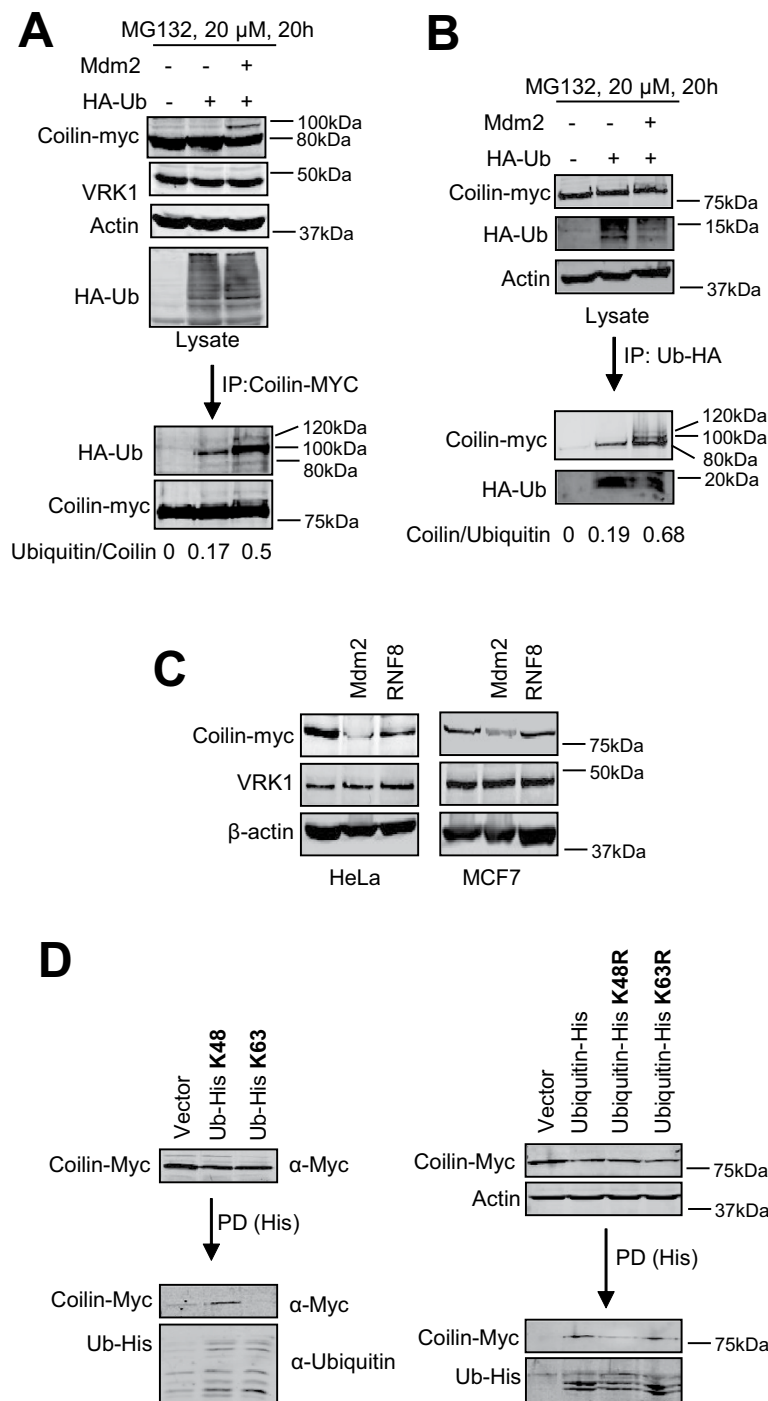 A
MG132, 20 µM, 20h
Mdm2 - - +
HA-Ub - + +
Coilin-myc
100kDa
80kDa
VRK1
50kDa
Actin
37kDa
HA-Ub
Lysate
IP:Coilin-MYC
HA-Ub
120kDa
100kDa
80kDa
Coilin-myc
75kDa
Ubiquitin/Coilin 0 0.17 0.5
B
MG132, 20 µM, 20h
Mdm2 - - +
HA-Ub - + +
Coilin-myc
75kDa
HA-Ub
15kDa
Actin
37kDa
Lysate
IP: Ub-HA
Coilin-myc
120kDa
100kDa
80kDa
HA-Ub
20kDa
Coilin/Ubiquitin 0 0.19 0.68
C
Mdm2
RNF8
Mdm2
RNF8
Coilin-myc
75kDa
VRK1
50kDa
β-actin
37kDa
HeLa
MCF7
D
Vector
Ub-His K48
Ub-His K63
Coilin-Myc
α-Myc
PD (His)
Coilin-Myc
α-Myc
Ub-His
α-Ubiquitin
Vector
Ubiquitin-His
Ubiquitin-His K48R
Ubiquitin-His K63R
Coilin-Myc
75kDa
Actin
37kDa
PD (His)
Coilin-Myc
75kDa
Ub-His